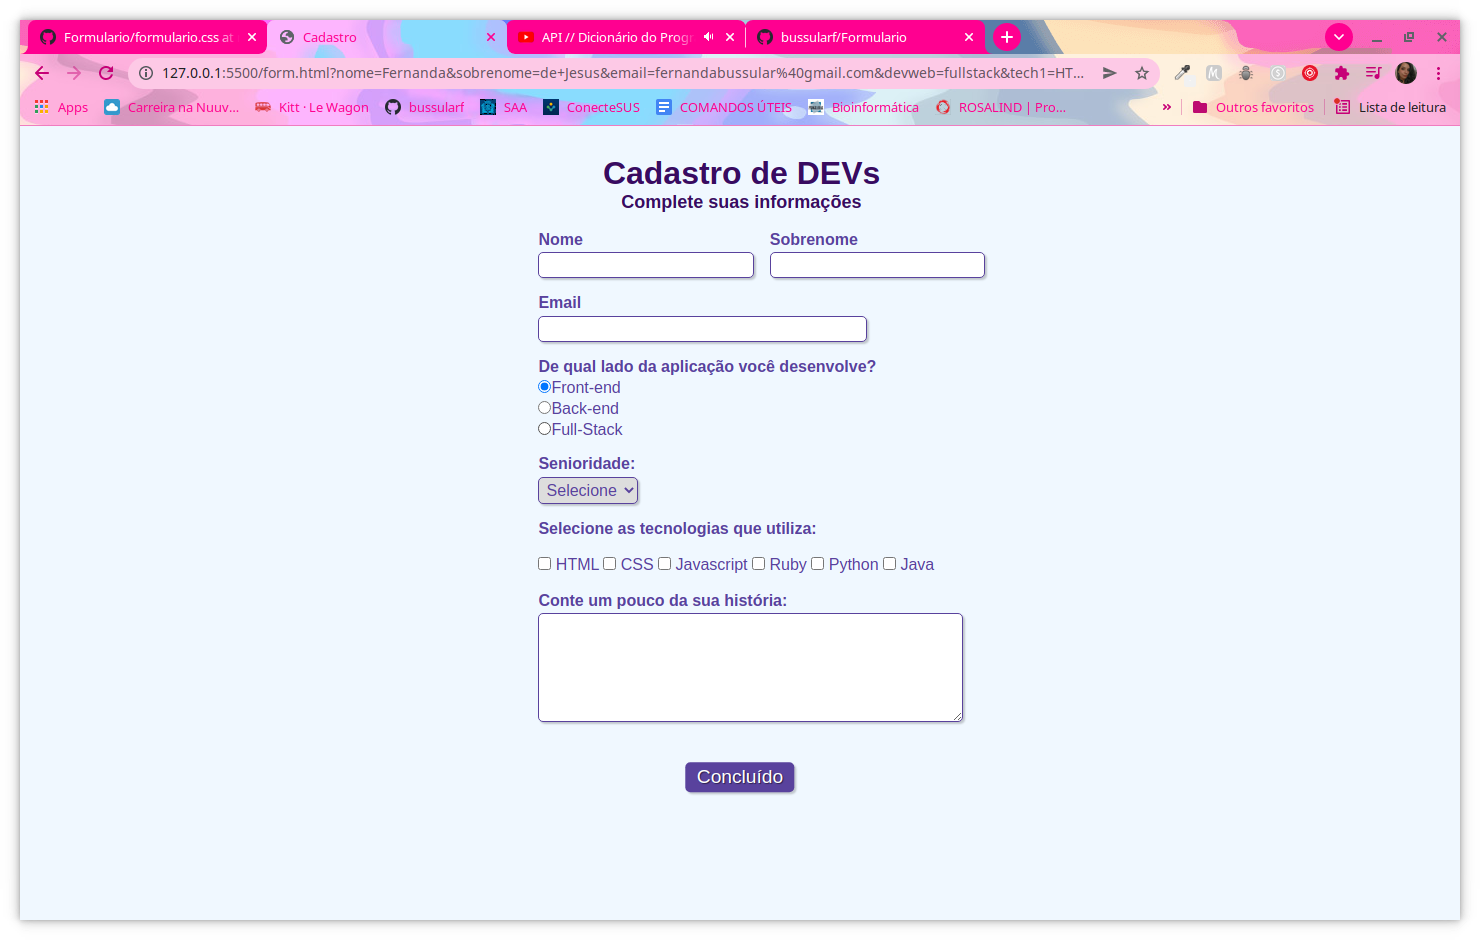 Formulario/formulario.css at
Cadastro
API // Dicionário do Progr
bussularf/Formulario
127.0.0.1:5500/form.html?nome=Fernanda&sobrenome=de+Jesus&email=fernandabussular%40gmail.com&devweb=fullstack&tech1=HT...
Apps
Carreira na Nuuv...
Kitt · Le Wagon
bussularf
SAA
ConecteSUS
COMANDOS ÚTEIS
Bioinformática
ROSALIND | Pro...
»
Outros favoritos
Lista de leitura
Cadastro de DEVs
Complete suas informações
Nome Sobrenome
Email
De qual lado da aplicação você desenvolve?
Front-end
Back-end
Full-Stack
Senioridade:
Selecione
Selecione as tecnologias que utiliza:
HTML CSS Javascript Ruby Python Java
Conte um pouco da sua história:
Concluído